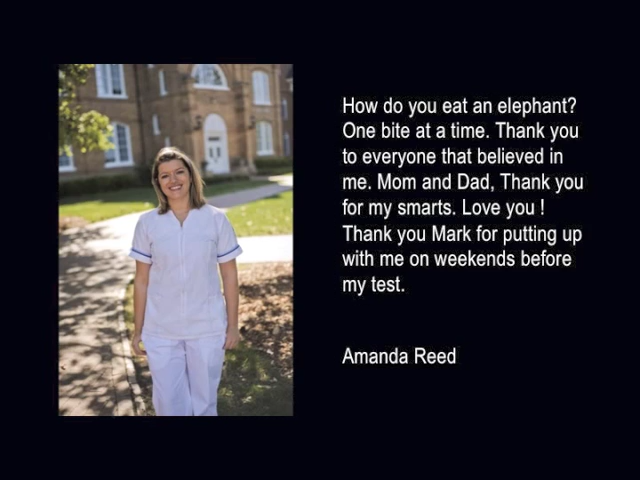 How do you eat an elephant?
One bite at a time. Thank you
to everyone that believed in
me. Mom and Dad, Thank you
for my smarts. Love you !
Thank you Mark for putting up
with me on weekends before
my test.
Amanda Reed